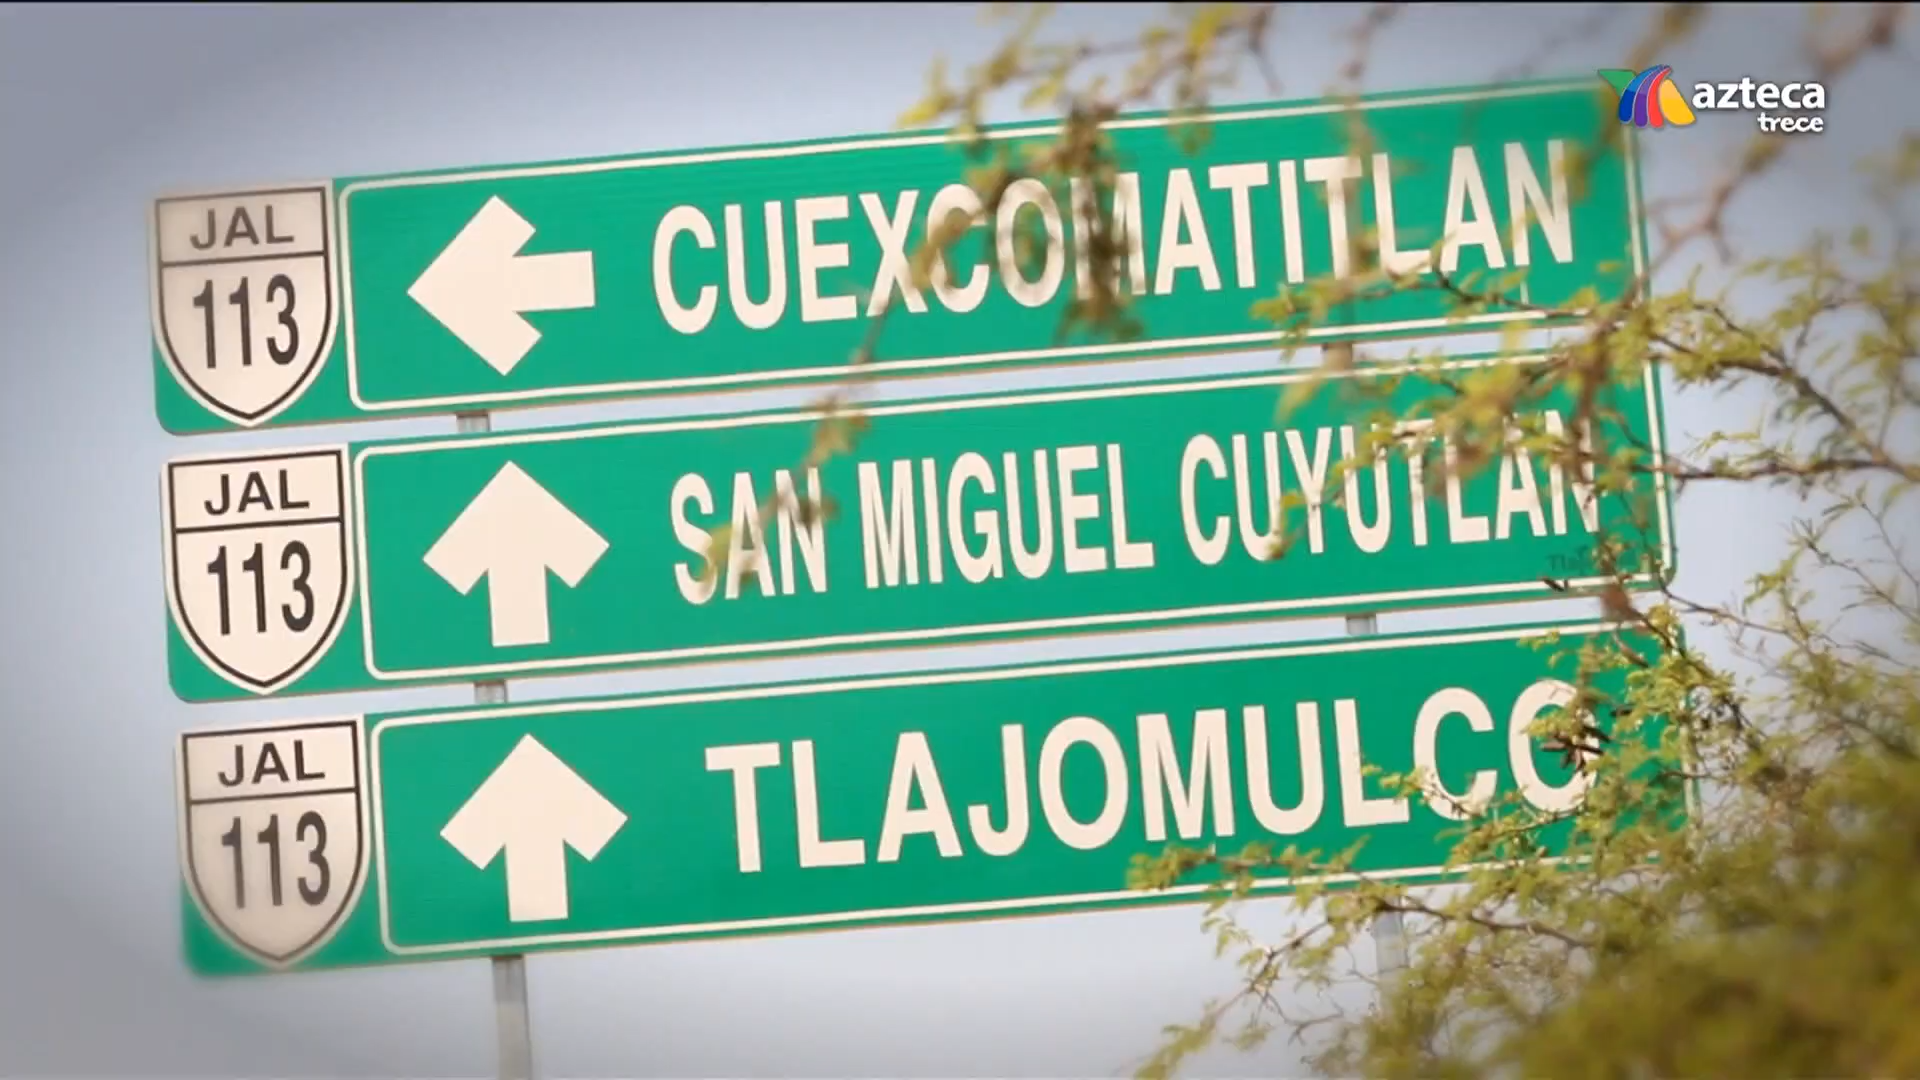 azteca
trece
JAL
113
CUEXCOMATITLAN
JAL
113
SAN MIGUEL CUYUTLAN
JAL
113
TLAJOMULCO